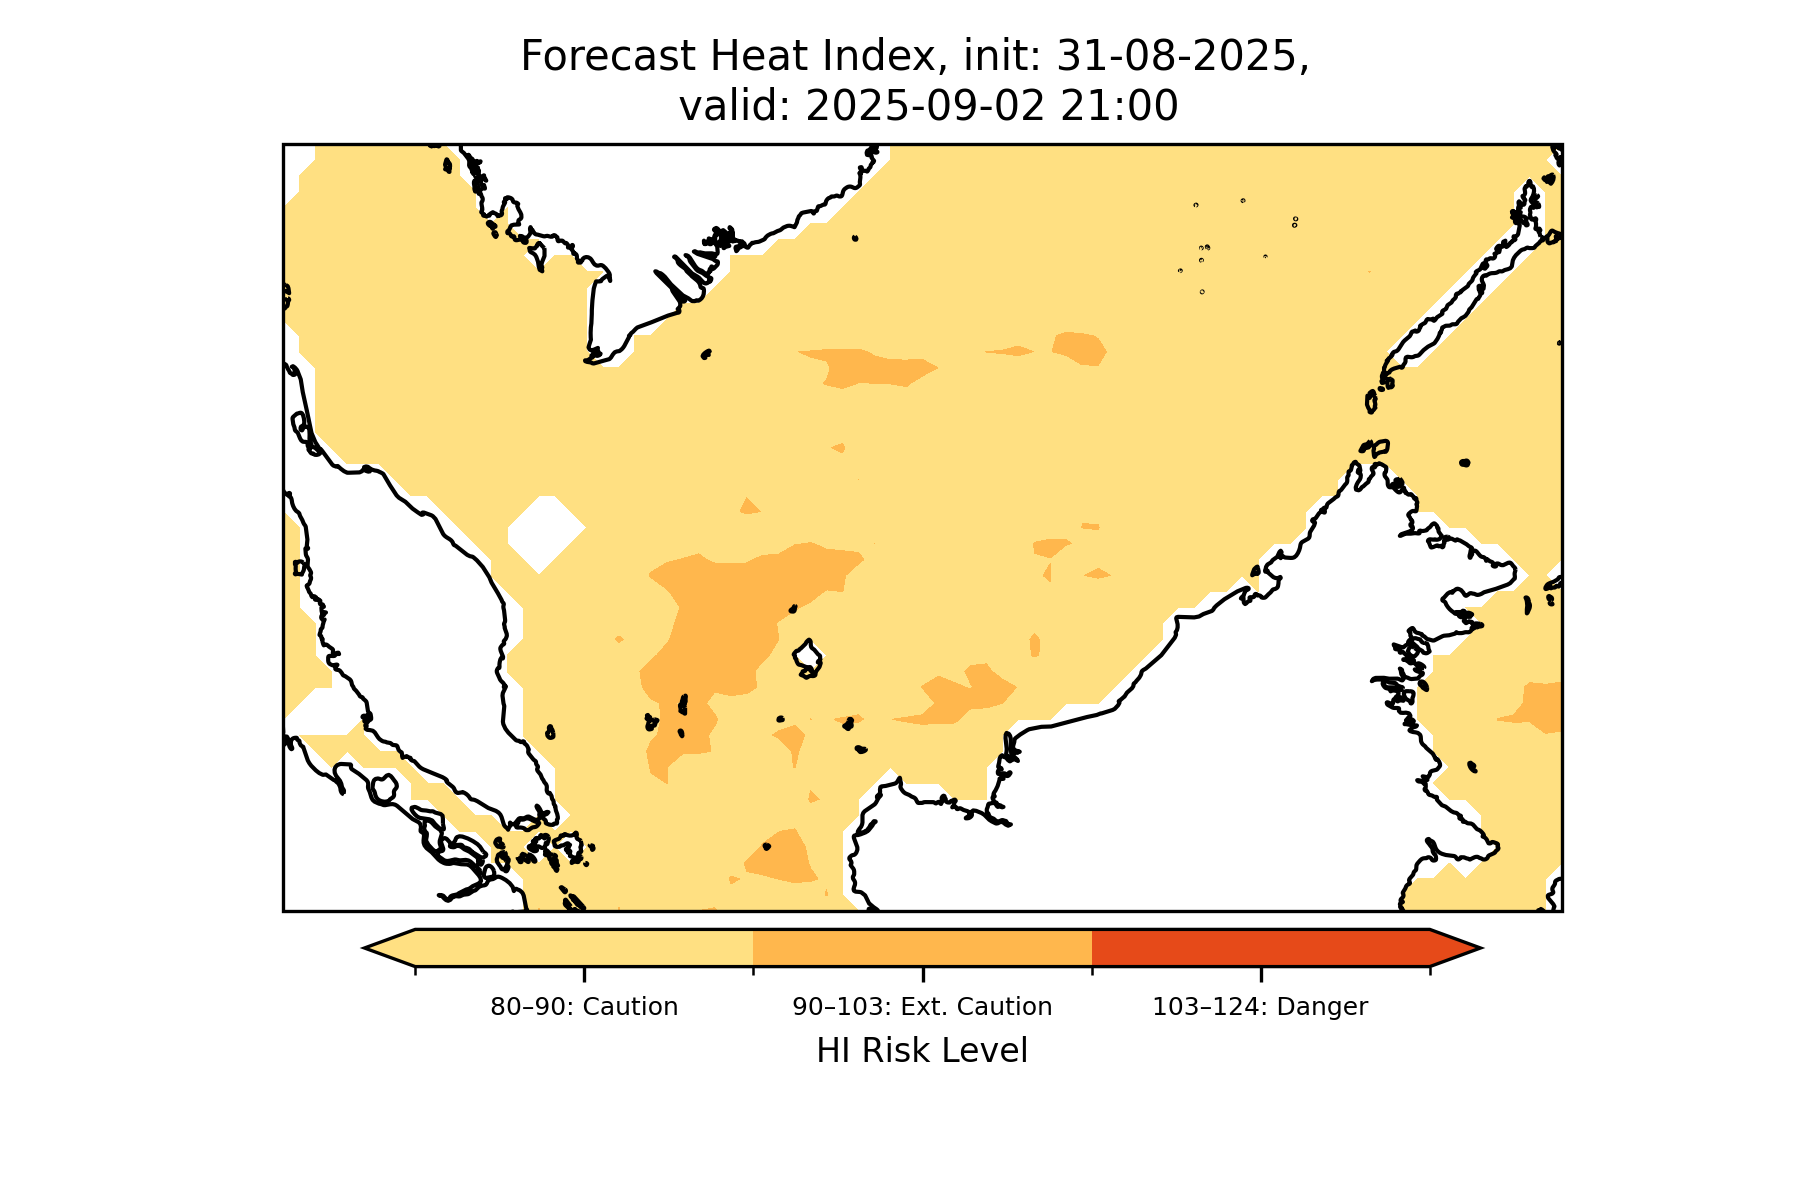 Forecast Heat Index, init: 31-08-2025,
valid: 2025-09-02 21:00
80–90: Caution
90–103: Ext. Caution
103–124: Danger
HI Risk Level